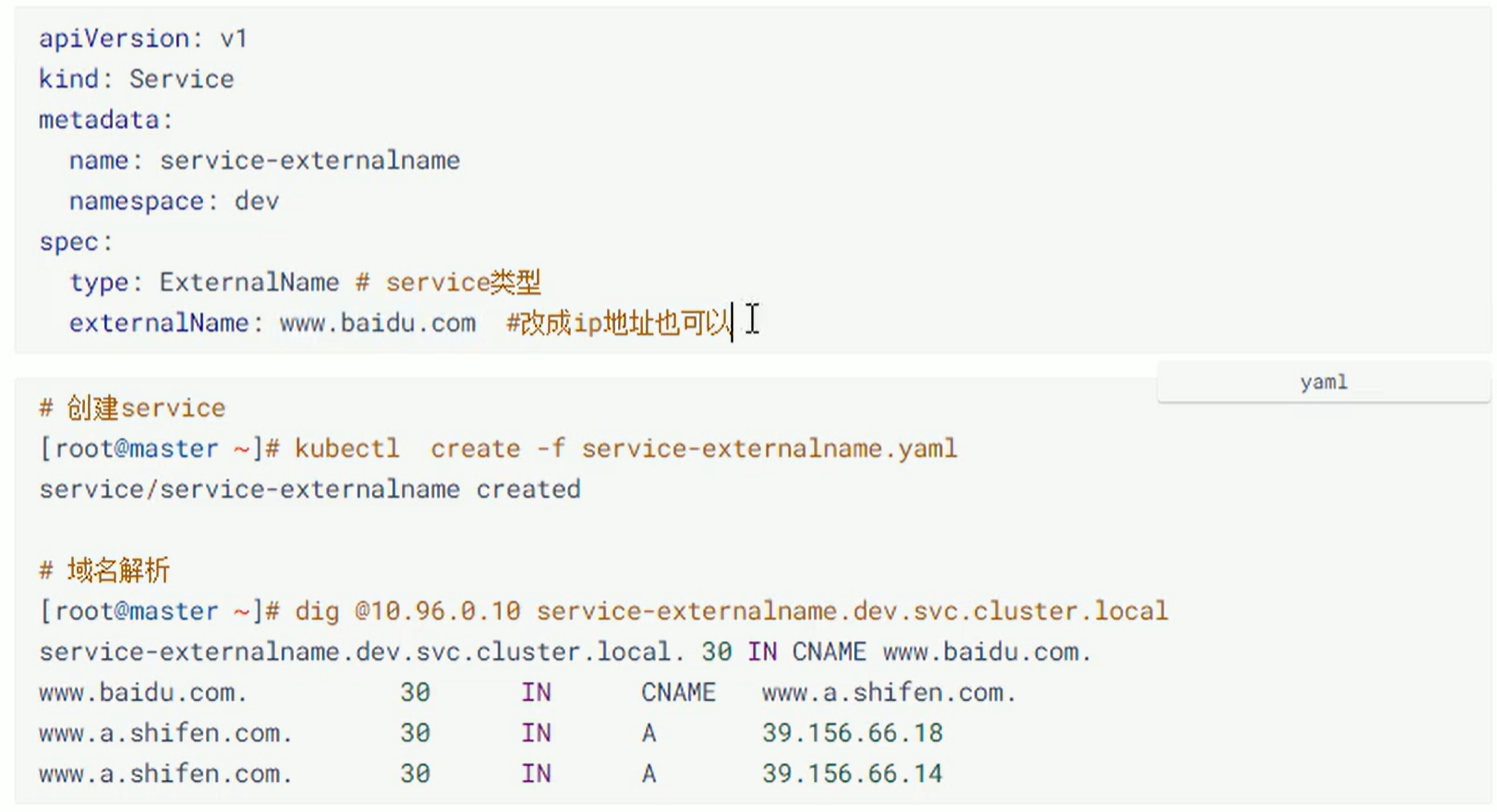 apiVersion: v1
kind: Service
metadata:
  name: service-externalname
  namespace: dev
spec:
  type: ExternalName # service类型
  externalName: www.baidu.com  #改成ip地址也可以
yaml
# 创建service
[root@master ~]# kubectl  create -f service-externalname.yaml
service/service-externalname created
# 域名解析
[root@master ~]# dig @10.96.0.10 service-externalname.dev.svc.cluster.local
service-externalname.dev.svc.cluster.local. 30 IN CNAME www.baidu.com.
www.baidu.com.          30      IN      CNAME   www.a.shifen.com.
www.a.shifen.com.       30      IN      A       39.156.66.18
www.a.shifen.com.       30      IN      A       39.156.66.14